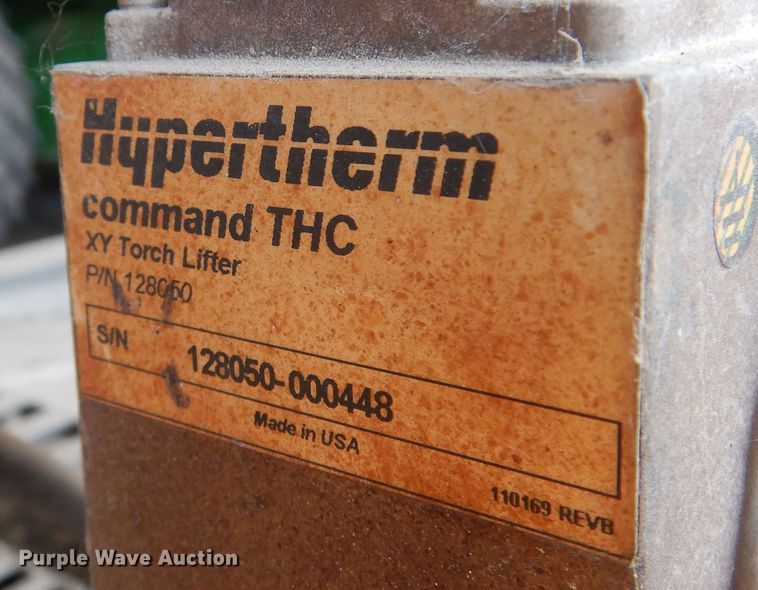 Hypertherm
command THC
XY Torch Lifter
P/N 128050
S/N 128050-000448
Made in USA
110169 REVB
Purple Wave Auction